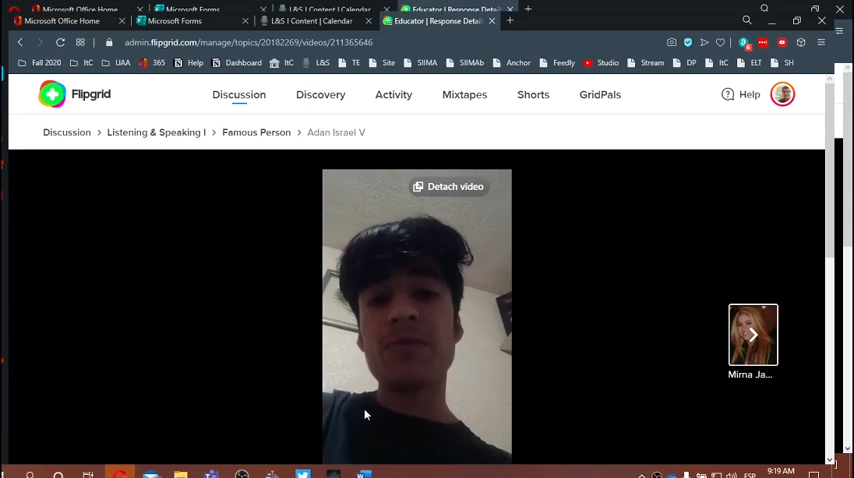 Microsoft Office Home
Microsoft Forms
L&S I Content | Calendar
Educator | Response Detail
Microsoft Office Home
Microsoft Forms
L&S I Content | Calendar
Educator | Response Detail
admin.flipgrid.com/manage/topics/20182269/videos/211365646
Fall 2020 ItC UAA 365 Help Dashboard ItC L&S TE Site SIIMA SIIMAb Anchor Feedly Studio Stream DP ItC ELT SH
Flipgrid
Discussion Discovery Activity Mixtapes Shorts GridPals Help
Discussion > Listening & Speaking I > Famous Person > Adan Israel V
Detach video
Mirna Ja...
ESP
9:19 AM